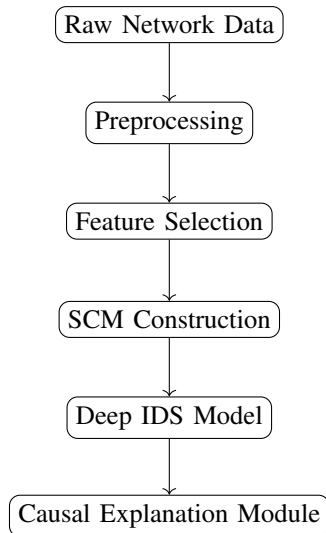 Raw Network Data
Preprocessing
Feature Selection
SCM Construction
Deep IDS Model
Causal Explanation Module